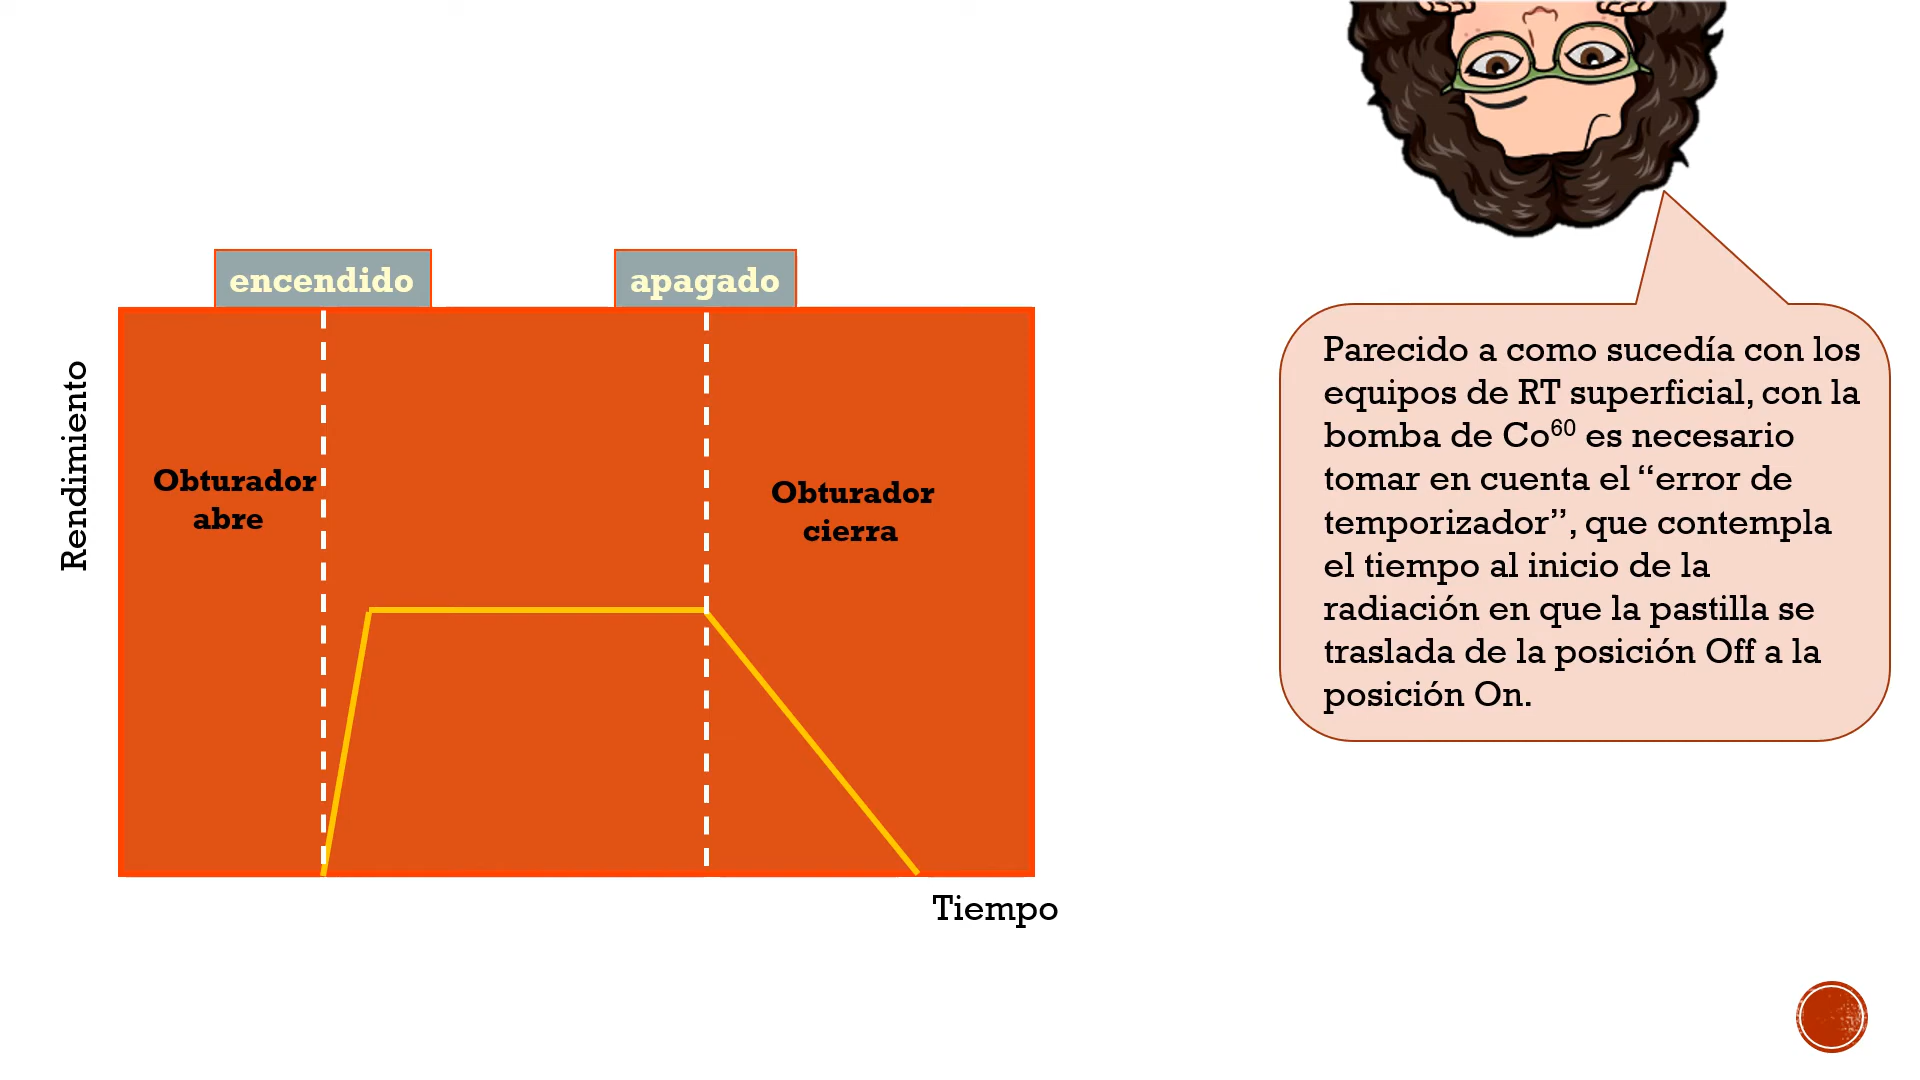 encendido
apagado
Rendimiento
Obturador
abre
Obturador
cierra
Tiempo
Parecido a como sucedía con los
equipos de RT superficial, con la
bomba de Co⁶⁰ es necesario
tomar en cuenta el “error de
temporizador”, que contempla
el tiempo al inicio de la
radiación en que la pastilla se
traslada de la posición Off a la
posición On.